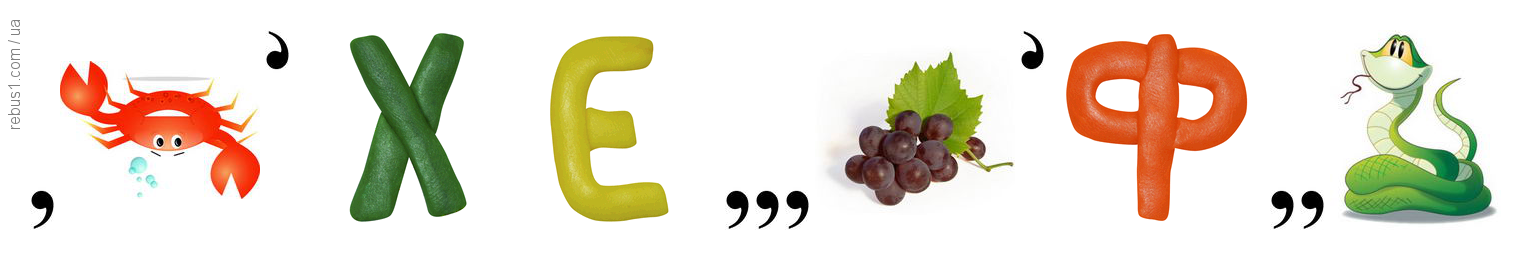 rebus1.com/ua
, ’ Х Е ,,, ’ Ф ,,